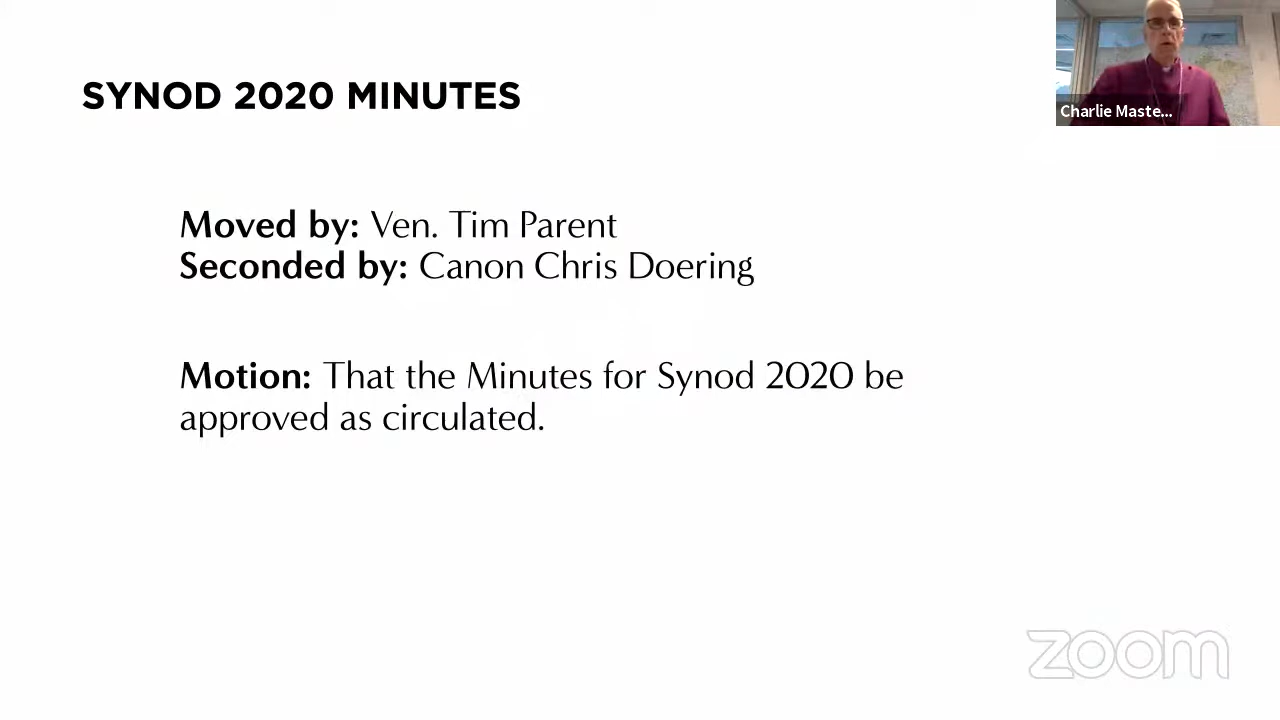 SYNOD 2020 MINUTES
Charlie Maste...
Moved by: Ven. Tim Parent
Seconded by: Canon Chris Doering
Motion: That the Minutes for Synod 2020 be
approved as circulated.
zoom